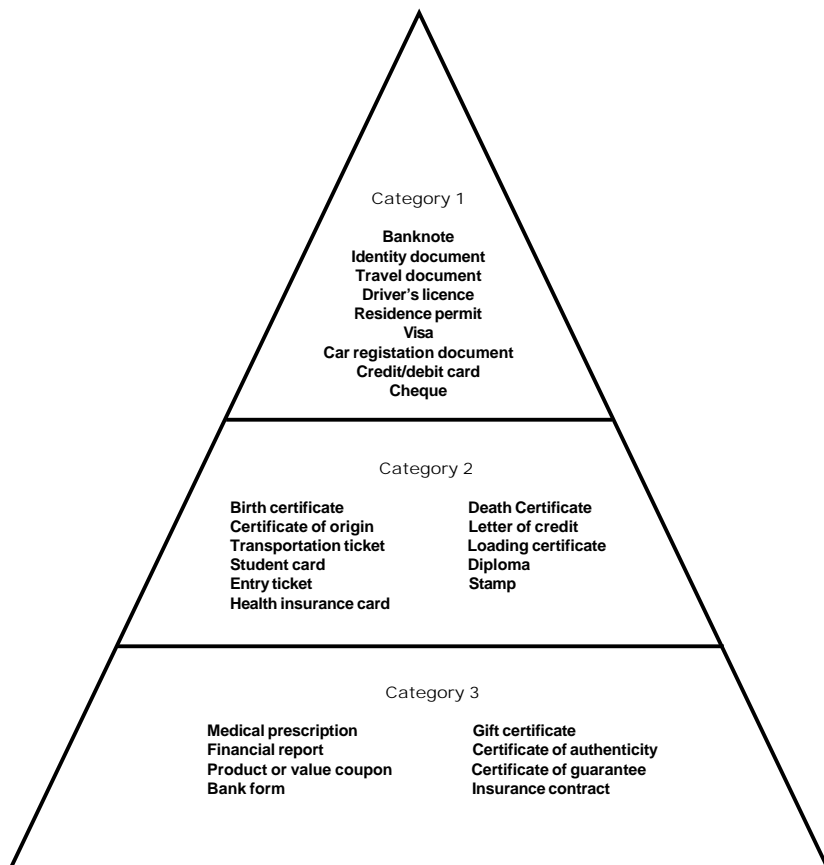 Category 1
Banknote
Identity document
Travel document
Driver’s licence
Residence permit
Visa
Car registation document
Credit/debit card
Cheque
Category 2
Birth certificate
Certificate of origin
Transportation ticket
Student card
Entry ticket
Health insurance card
Death Certificate
Letter of credit
Loading certificate
Diploma
Stamp
Category 3
Medical prescription
Financial report
Product or value coupon
Bank form
Gift certificate
Certificate of authenticity
Certificate of guarantee
Insurance contract